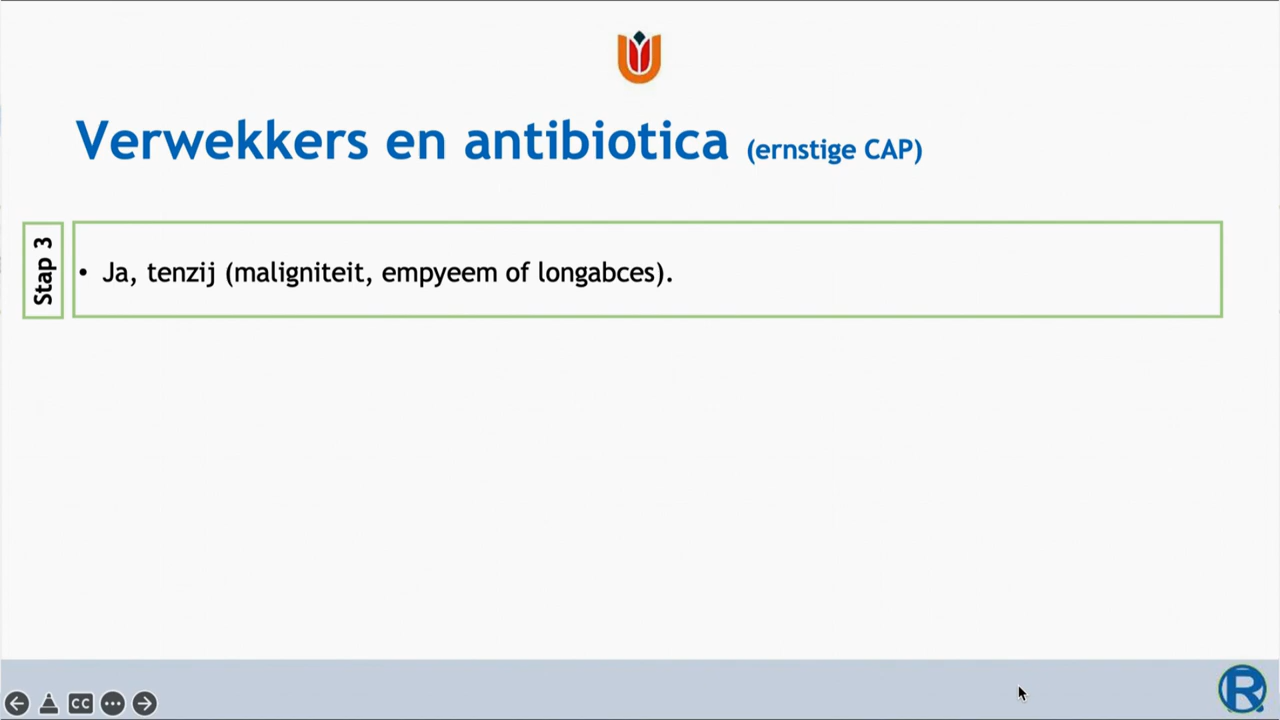 Verwekkers en antibiotica (ernstige CAP)
Stap 3
• Ja, tenzij (maligniteit, empyeem of longabces).
CC
R